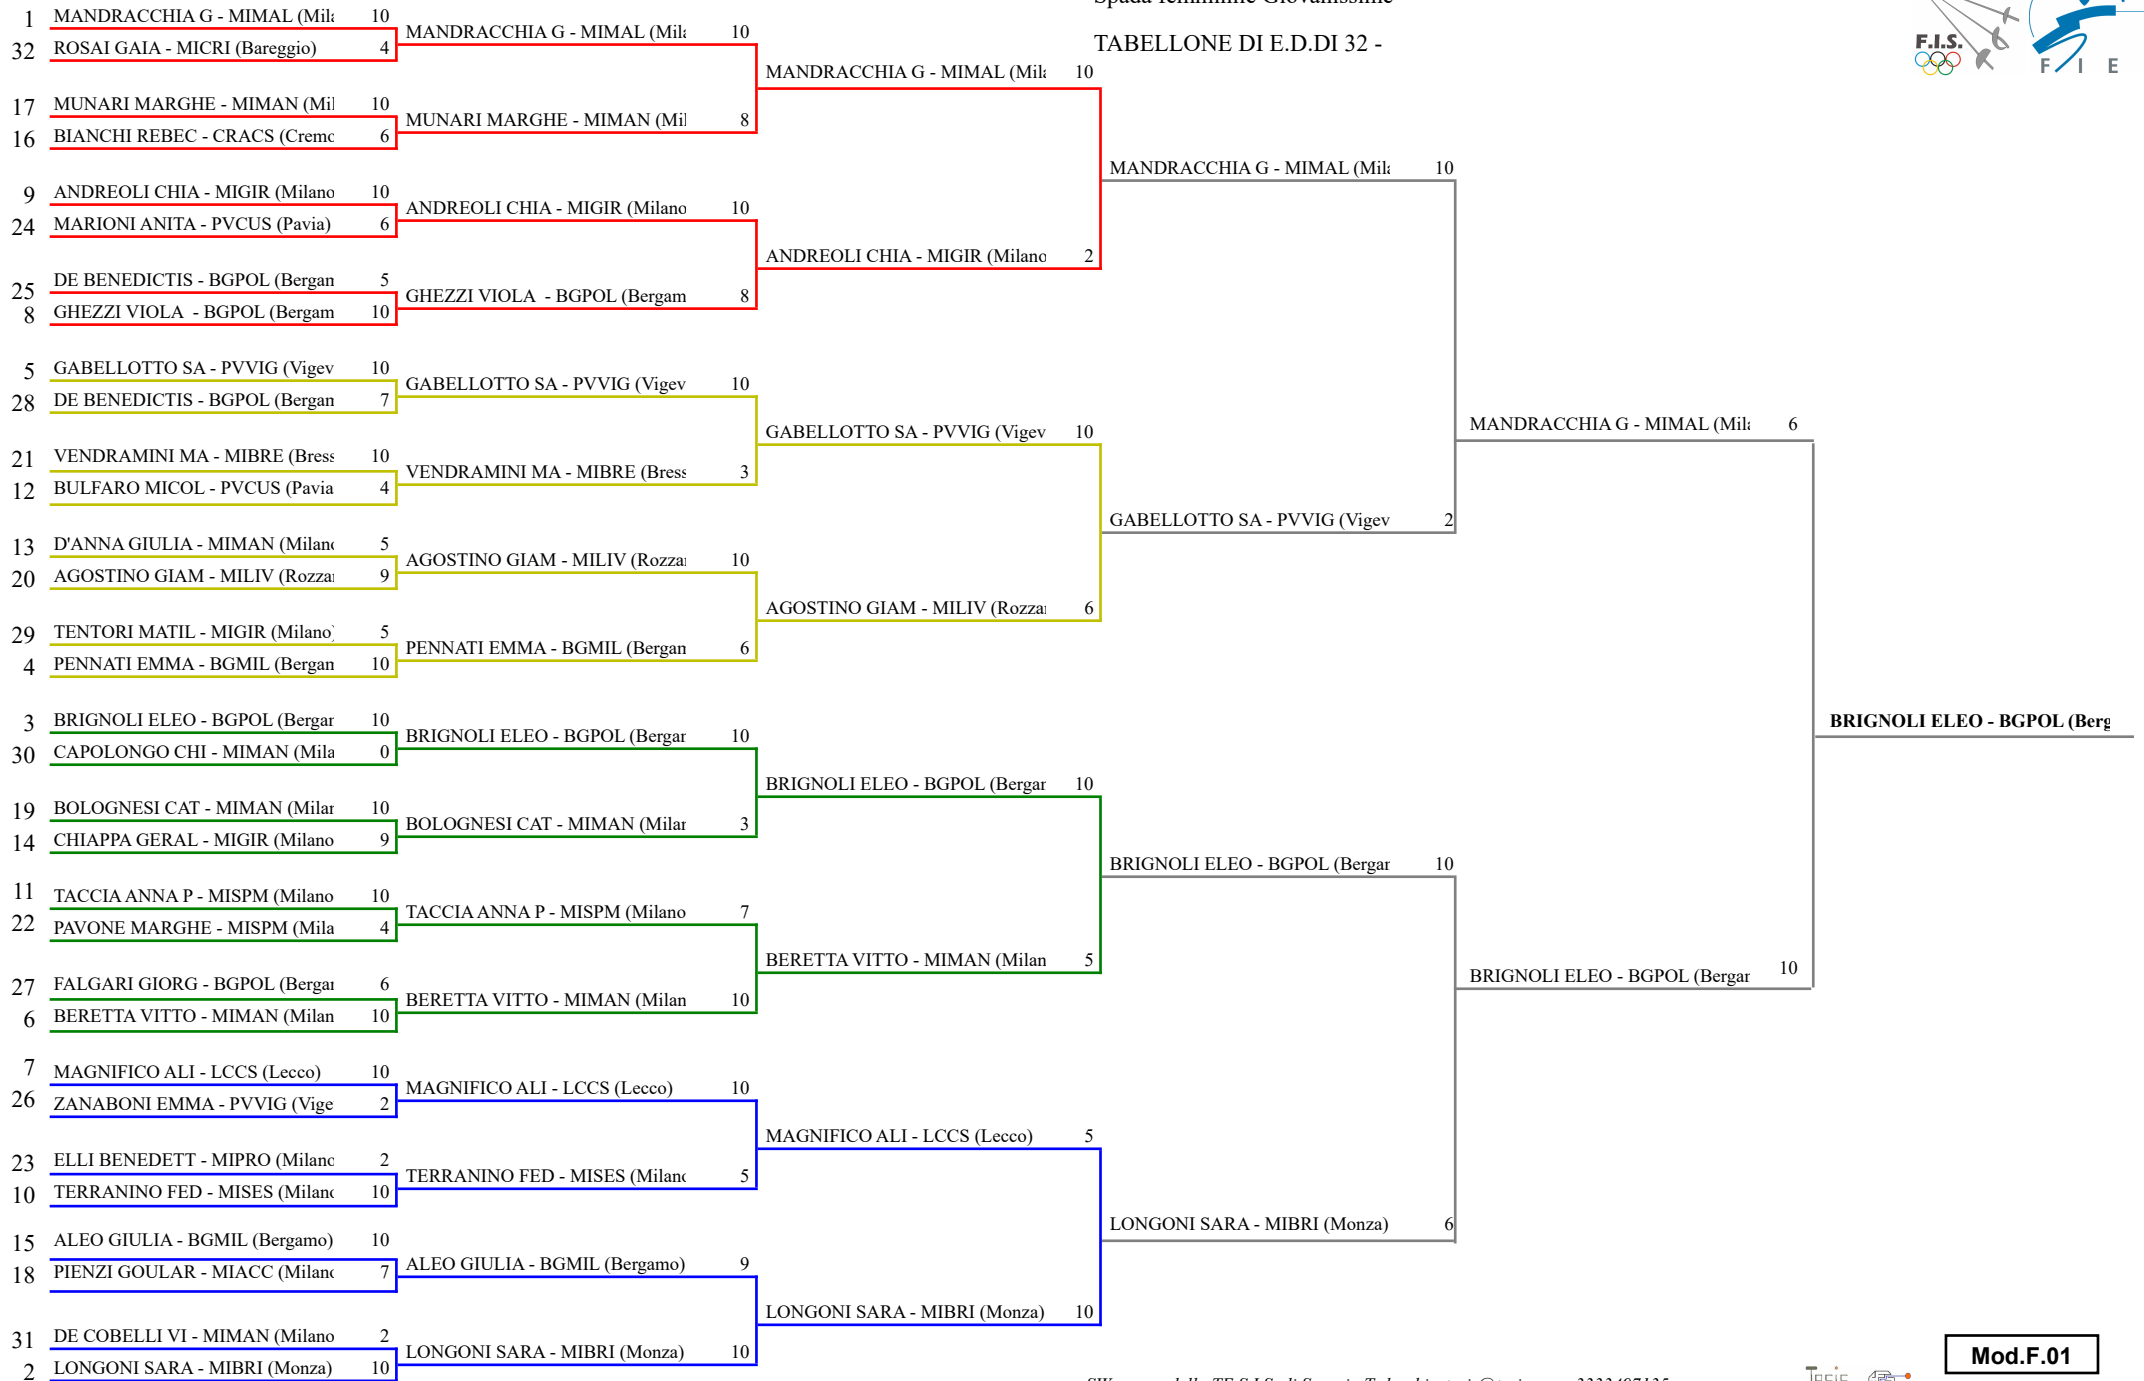 TABELLONE DI E.D.DI 32 -
F.I.S.
F I E
1 MANDRACCHIA G - MIMAL (Mila 10
32 ROSAI GAIA - MICRI (Bareggio) 4
17 MUNARI MARGHE - MIMAN (Mil 10
16 BIANCHI REBEC - CRACS (Cremo 6
9 ANDREOLI CHIA - MIGIR (Milano 10
24 MARIONI ANITA - PVCUS (Pavia) 6
25 DE BENEDICTIS - BGPOL (Bergan 5
8 GHEZZI VIOLA - BGPOL (Bergam 10
5 GABELLOTTO SA - PVVIG (Vigev 10
28 DE BENEDICTIS - BGPOL (Bergan 7
21 VENDRAMINI MA - MIBRE (Bress 10
12 BULFARO MICOL - PVCUS (Pavia 4
13 D'ANNA GIULIA - MIMAN (Milano 5
20 AGOSTINO GIAM - MILIV (Rozzan 9
29 TENTORI MATIL - MIGIR (Milano) 5
4 PENNATI EMMA - BGMIL (Bergan 10
3 BRIGNOLI ELEO - BGPOL (Bergar 10
30 CAPOLONGO CHI - MIMAN (Mila 0
19 BOLOGNESI CAT - MIMAN (Milar 10
14 CHIAPPA GERAL - MIGIR (Milano 9
11 TACCIA ANNA P - MISPM (Milano 10
22 PAVONE MARGHE - MISPM (Mila 4
27 FALGARI GIORG - BGPOL (Bergar 6
6 BERETTA VITTO - MIMAN (Milan 10
7 MAGNIFICO ALI - LCCS (Lecco) 10
26 ZANABONI EMMA - PVVIG (Vige 2
23 ELLI BENEDETT - MIPRO (Milano 2
10 TERRANINO FED - MISES (Milano 10
15 ALEO GIULIA - BGMIL (Bergamo) 10
18 PIENZI GOULAR - MIACC (Milano 7
31 DE COBELLI VI - MIMAN (Milano 2
2 LONGONI SARA - MIBRI (Monza) 10
MANDRACCHIA G - MIMAL (Mila 10
MUNARI MARGHE - MIMAN (Mil 8
ANDREOLI CHIA - MIGIR (Milano 10
GHEZZI VIOLA - BGPOL (Bergam 8
GABELLOTTO SA - PVVIG (Vigev 10
VENDRAMINI MA - MIBRE (Bress 3
AGOSTINO GIAM - MILIV (Rozzan 10
PENNATI EMMA - BGMIL (Bergan 6
BRIGNOLI ELEO - BGPOL (Bergar 10
BOLOGNESI CAT - MIMAN (Milar 3
TACCIA ANNA P - MISPM (Milano 7
BERETTA VITTO - MIMAN (Milan 10
MAGNIFICO ALI - LCCS (Lecco) 10
TERRANINO FED - MISES (Milano 5
ALEO GIULIA - BGMIL (Bergamo) 9
LONGONI SARA - MIBRI (Monza) 10
MANDRACCHIA G - MIMAL (Mila 10
ANDREOLI CHIA - MIGIR (Milano 2
GABELLOTTO SA - PVVIG (Vigev 10
AGOSTINO GIAM - MILIV (Rozzan 6
BRIGNOLI ELEO - BGPOL (Bergar 10
BERETTA VITTO - MIMAN (Milan 5
MAGNIFICO ALI - LCCS (Lecco) 5
LONGONI SARA - MIBRI (Monza) 10
MANDRACCHIA G - MIMAL (Mila 10
GABELLOTTO SA - PVVIG (Vigev 2
BRIGNOLI ELEO - BGPOL (Bergar 10
LONGONI SARA - MIBRI (Monza) 6
MANDRACCHIA G - MIMAL (Mila 6
BRIGNOLI ELEO - BGPOL (Bergar 10
BRIGNOLI ELEO - BGPOL (Berg
Mod.F.01